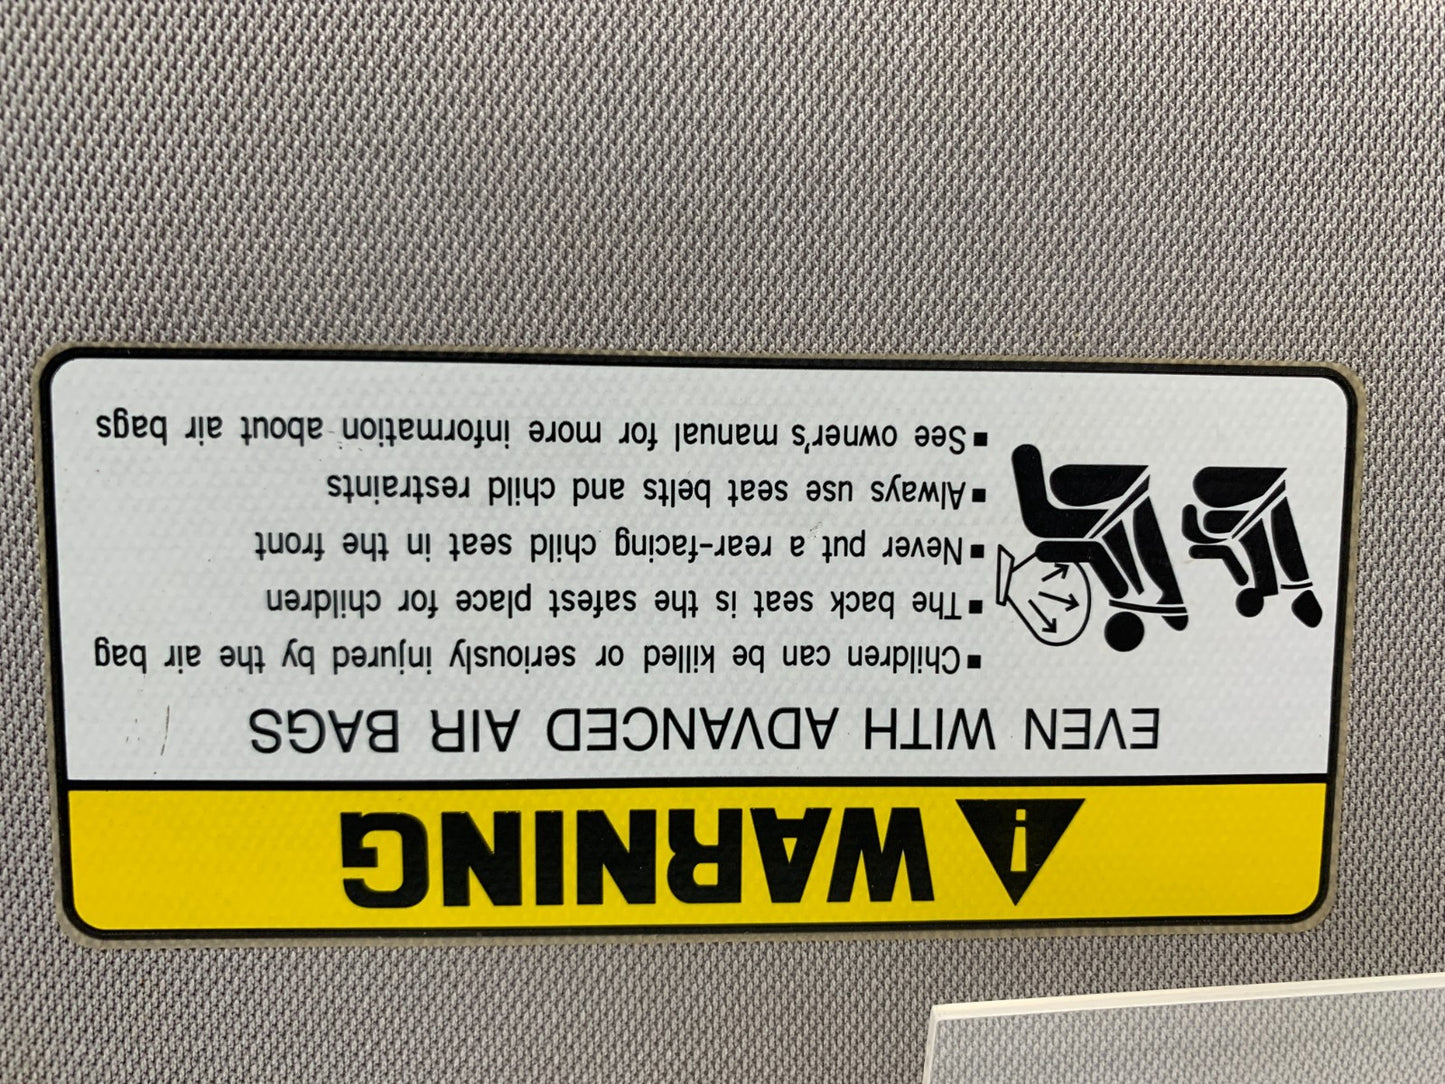 WARNING
EVEN WITH ADVANCED AIR BAGS
▪Children can be killed or seriously injured by the air bag
▪The back seat is the safest place for children
▪Never put a rear-facing child seat in the front
▪Always use seat belts and child restraints
▪See owner's manual for more information about air bags